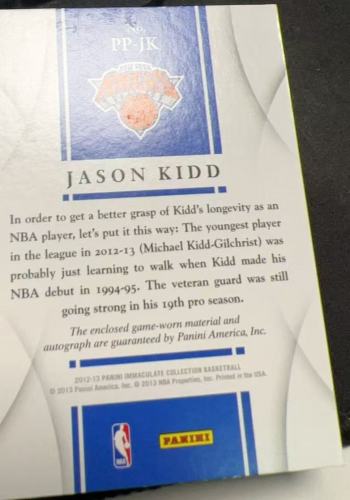 No.
PP-JK
NEW YORK
KNICKS
JASON KIDD
In order to get a better grasp of Kidd's longevity as an
NBA player, let's put it this way: The youngest player
in the league in 2012-13 (Michael Kidd-Gilchrist) was
probably just learning to walk when Kidd made his
NBA debut in 1994-95. The veteran guard was still
going strong in his 19th pro season.
The enclosed game-worn material and
autograph are guaranteed by Panini America, Inc.
2012-13 PANINI IMMACULATE COLLECTION BASKETBALL
© 2013 Panini America, Inc. © 2013 NBA Properties, Inc. Printed in the USA.
NBA
PANINI